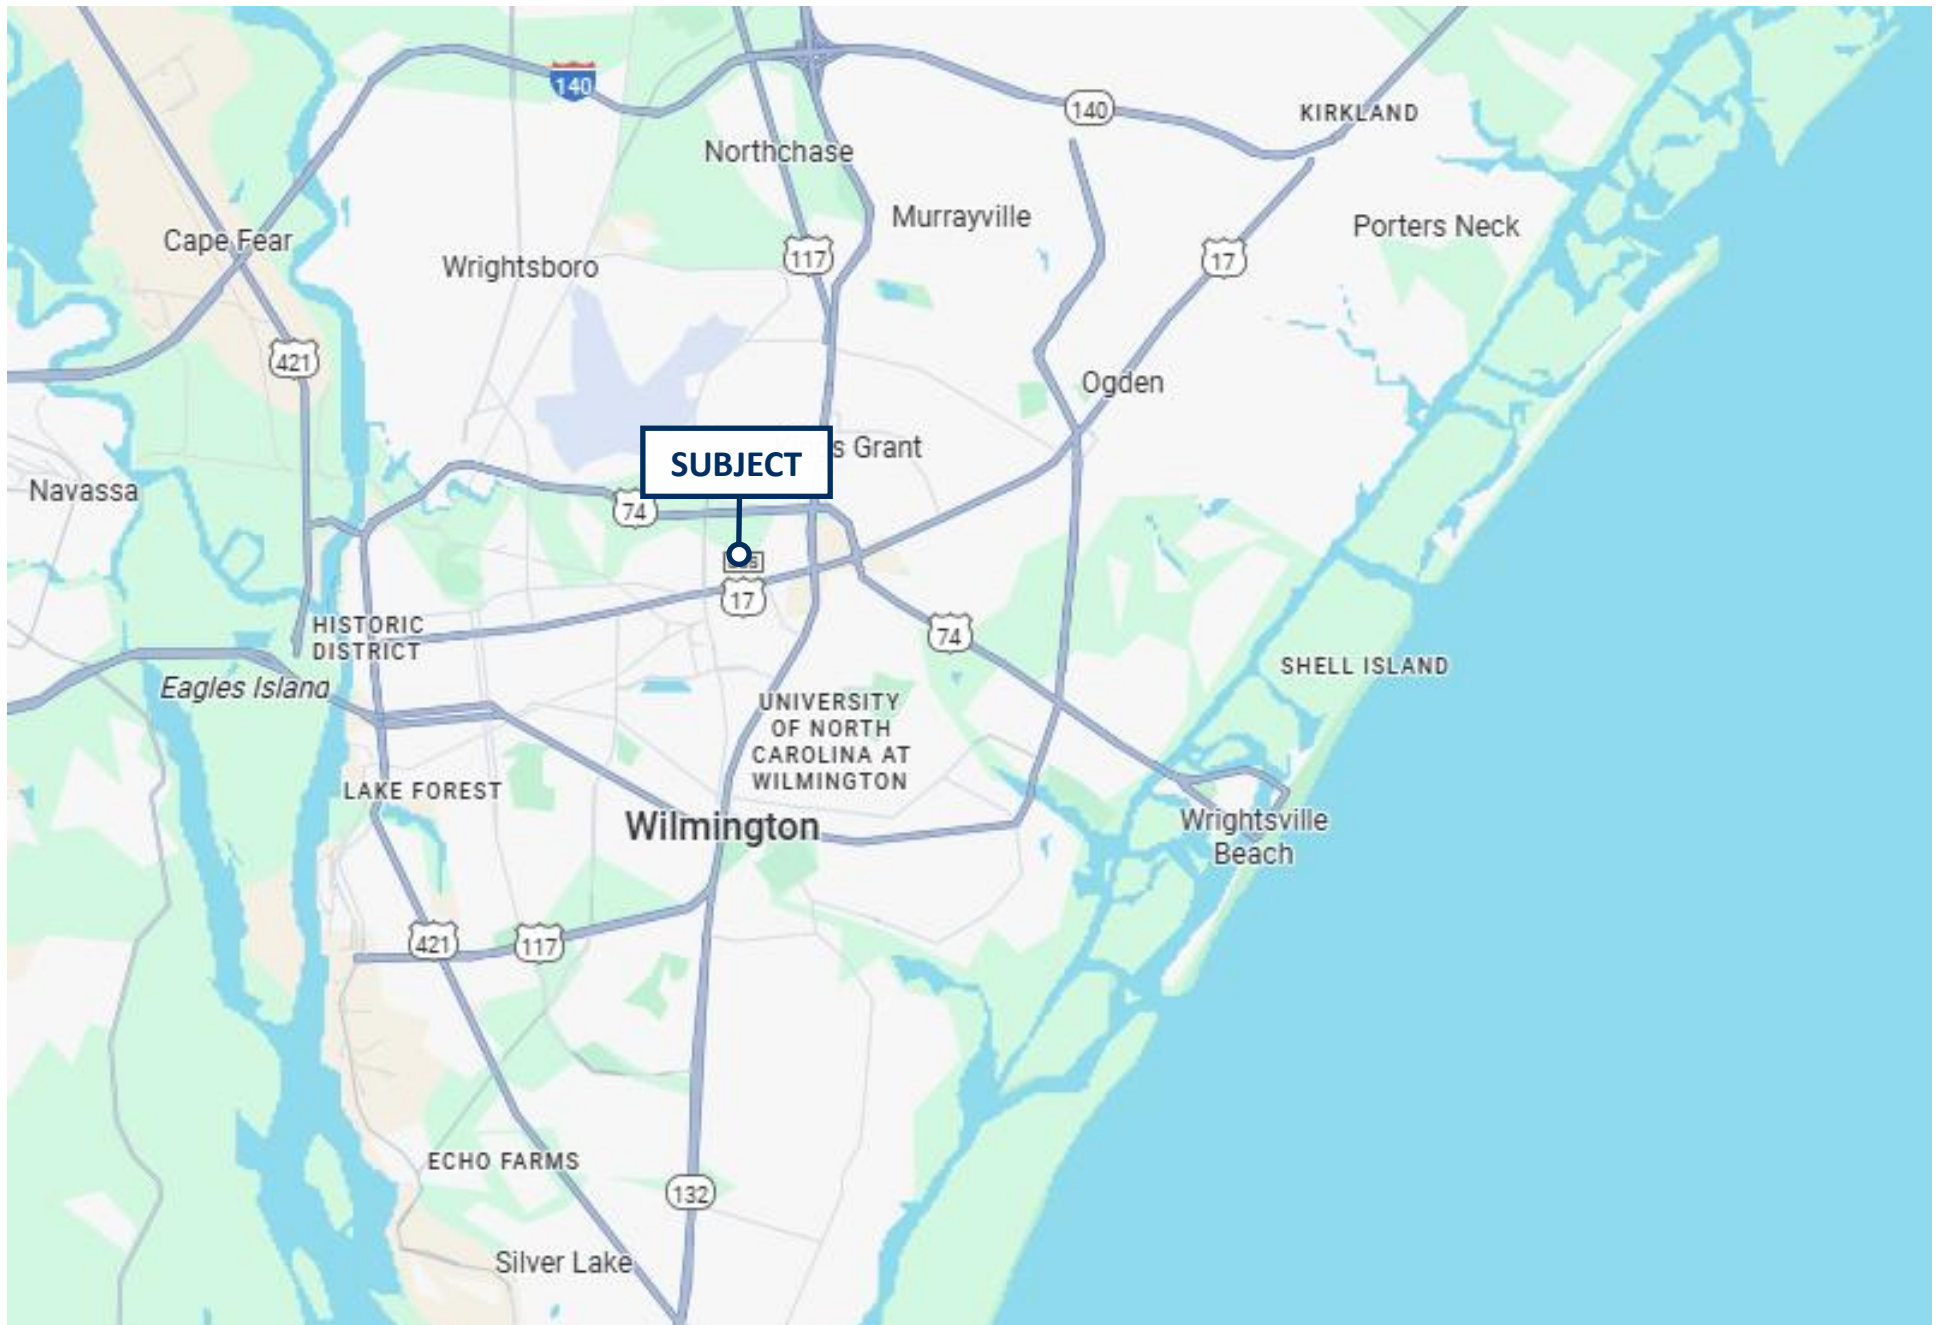 140
140
KIRKLAND
Northchase
Murrayville
Porters Neck
Cape Fear
Wrightsboro
117
17
421
Ogden
SUBJECT
s Grant
Navassa
74
17
HISTORIC
DISTRICT
74
SHELL ISLAND
Eagles Island
UNIVERSITY
OF NORTH
CAROLINA AT
WILMINGTON
LAKE FOREST
Wilmington
Wrightsville
Beach
421
117
ECHO FARMS
132
Silver Lake